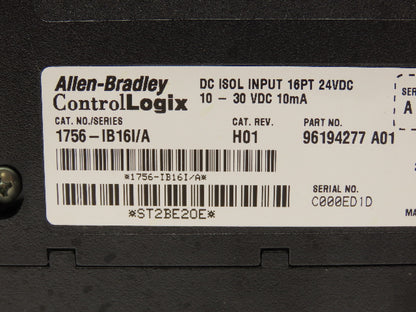 Allen-Bradley
ControlLogix
DC ISOL INPUT 16PT 24VDC
10 - 30 VDC 10mA
CAT. NO./SERIES
CAT. REV.
PART NO.
1756-IB16I/A
H01
96194277 A01
*1756-IB16I/A*
*ST2BE20E*
SERIAL NO.
C000ED1D
A